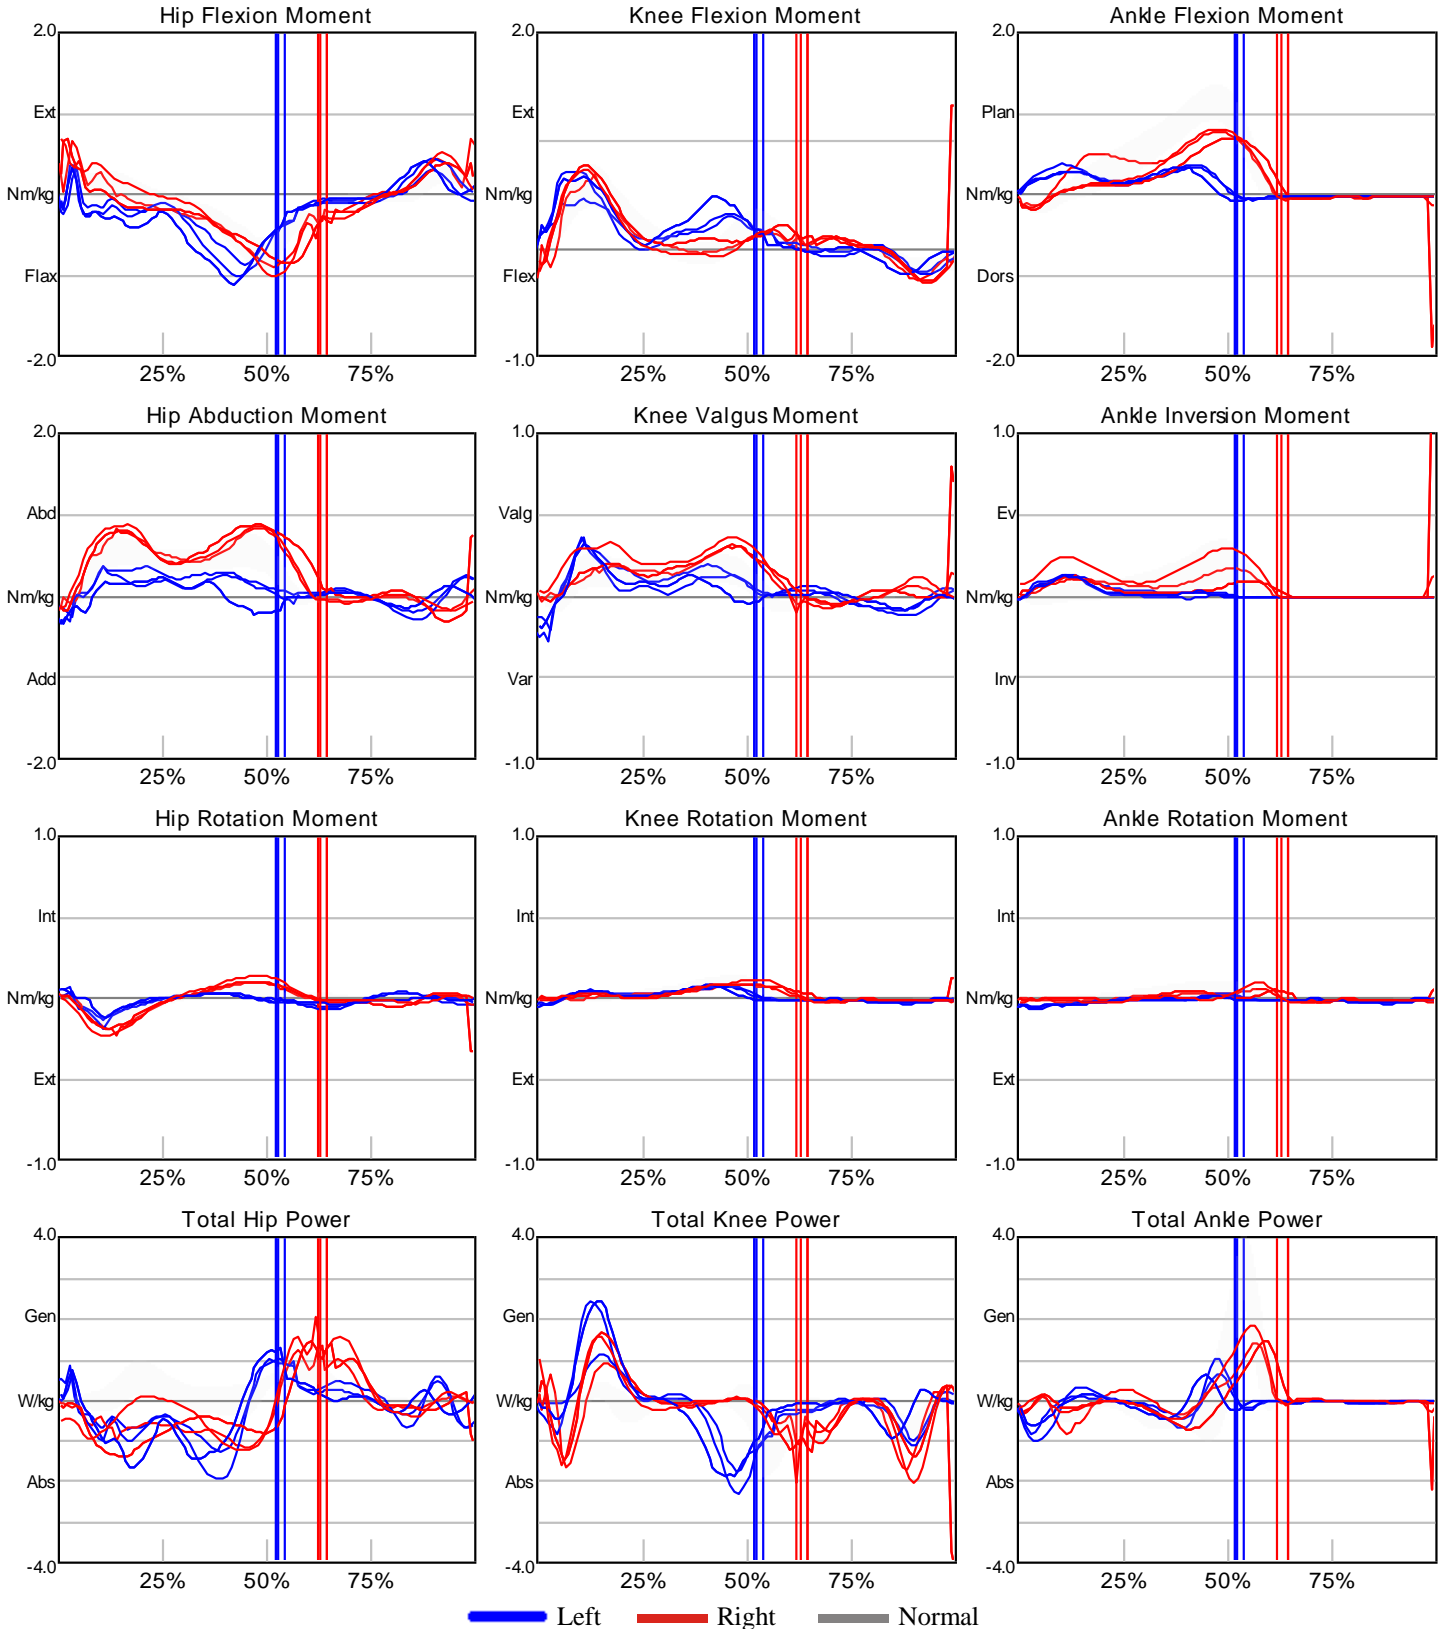 Hip Flexion Moment
2.0
Ext
Nm/kg
Flax
-2.0
25% 50% 75%
Knee Flexion Moment
2.0
Ext
Nm/kg
Flex
-1.0
25% 50% 75%
Ankle Flexion Moment
2.0
Plan
Nm/kg
Dors
-2.0
25% 50% 75%
Hip Abduction Moment
2.0
Abd
Nm/kg
Add
-2.0
25% 50% 75%
Knee Valgus Moment
1.0
Valg
Nm/kg
Var
-1.0
25% 50% 75%
Ankle Inversion Moment
1.0
Ev
Nm/kg
Inv
-1.0
25% 50% 75%
Hip Rotation Moment
1.0
Int
Nm/kg
Ext
-1.0
25% 50% 75%
Knee Rotation Moment
1.0
Int
Nm/kg
Ext
-1.0
25% 50% 75%
Ankle Rotation Moment
1.0
Int
Nm/kg
Ext
-1.0
25% 50% 75%
Total Hip Power
4.0
Gen
W/kg
Abs
-4.0
25% 50% 75%
Total Knee Power
4.0
Gen
W/kg
Abs
-4.0
25% 50% 75%
Total Ankle Power
4.0
Gen
W/kg
Abs
-4.0
25% 50% 75%
Left Right Normal